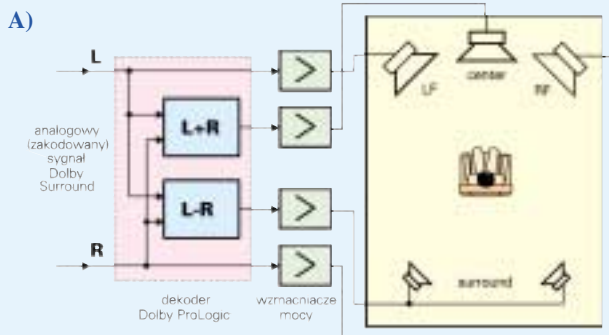 A)
L
center
LF
RF
L+R
analogowy
(zakodowany)
sygnał
Dolby
Surround
L-R
R
surround
dekoder
Dolby ProLogic
wzmacniacze
mocy